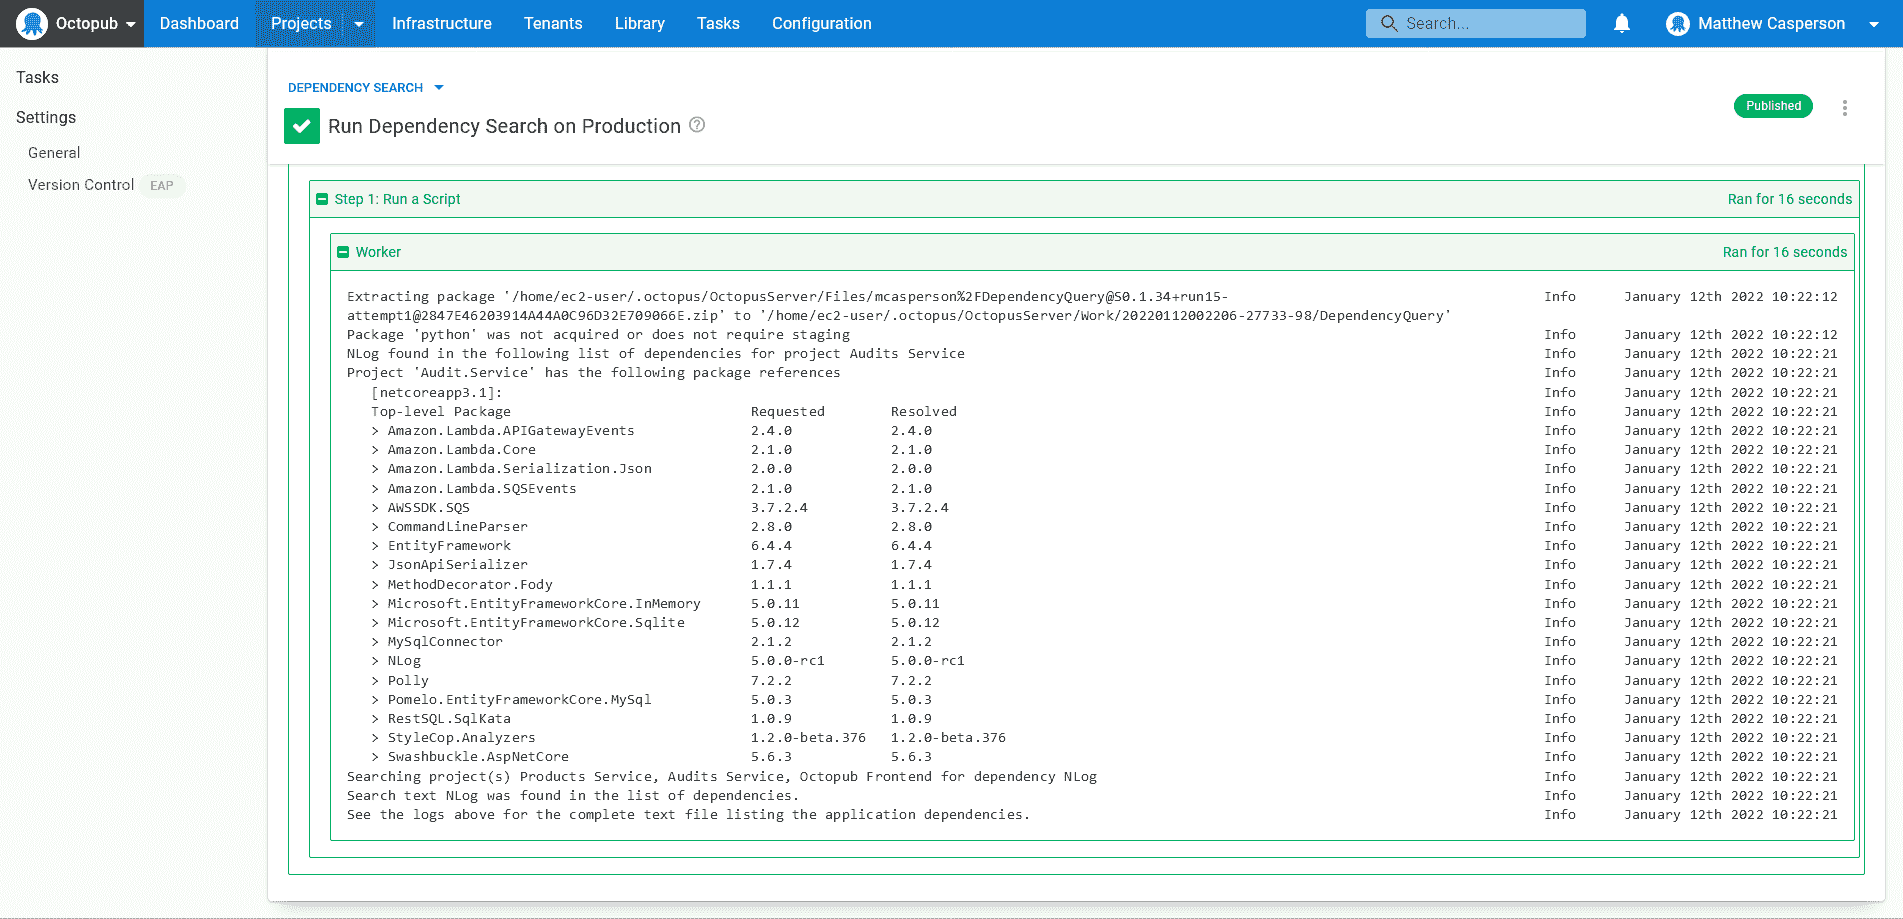 Octopub Dashboard Projects Infrastructure Tenants Library Tasks Configuration Search... Matthew Casperson
Tasks
Settings
General
Version Control EAP
DEPENDENCY SEARCH
Run Dependency Search on Production ?
Published
Step 1: Run a Script Ran for 16 seconds
Worker Ran for 16 seconds
Extracting package '/home/ec2-user/.octopus/OctopusServer/Files/mcasperson%2FDependencyQuery@S0.1.34+run15- Info January 12th 2022 10:22:12
attempt1@2847E46203914A44A0C96D32E709066E.zip' to '/home/ec2-user/.octopus/OctopusServer/Work/20220112002206-27733-98/DependencyQuery'
Package 'python' was not acquired or does not require staging Info January 12th 2022 10:22:12
NLog found in the following list of dependencies for project Audits Service Info January 12th 2022 10:22:21
Project 'Audit.Service' has the following package references Info January 12th 2022 10:22:21
[netcoreapp3.1]: Info January 12th 2022 10:22:21
Top-level Package Requested Resolved Info January 12th 2022 10:22:21
> Amazon.Lambda.APIGatewayEvents 2.4.0 2.4.0 Info January 12th 2022 10:22:21
> Amazon.Lambda.Core 2.1.0 2.1.0 Info January 12th 2022 10:22:21
> Amazon.Lambda.Serialization.Json 2.0.0 2.0.0 Info January 12th 2022 10:22:21
> Amazon.Lambda.SQSEvents 2.1.0 2.1.0 Info January 12th 2022 10:22:21
> AWSSDK.SQS 3.7.2.4 3.7.2.4 Info January 12th 2022 10:22:21
> CommandLineParser 2.8.0 2.8.0 Info January 12th 2022 10:22:21
> EntityFramework 6.4.4 6.4.4 Info January 12th 2022 10:22:21
> JsonApiSerializer 1.7.4 1.7.4 Info January 12th 2022 10:22:21
> MethodDecorator.Fody 1.1.1 1.1.1 Info January 12th 2022 10:22:21
> Microsoft.EntityFrameworkCore.InMemory 5.0.11 5.0.11 Info January 12th 2022 10:22:21
> Microsoft.EntityFrameworkCore.Sqlite 5.0.12 5.0.12 Info January 12th 2022 10:22:21
> MySqlConnector 2.1.2 2.1.2 Info January 12th 2022 10:22:21
> NLog 5.0.0-rc1 5.0.0-rc1 Info January 12th 2022 10:22:21
> Polly 7.2.2 7.2.2 Info January 12th 2022 10:22:21
> Pomelo.EntityFrameworkCore.MySql 5.0.3 5.0.3 Info January 12th 2022 10:22:21
> RestSQL.SqlKata 1.0.9 1.0.9 Info January 12th 2022 10:22:21
> StyleCop.Analyzers 1.2.0-beta.376 1.2.0-beta.376 Info January 12th 2022 10:22:21
> Swashbuckle.AspNetCore 5.6.3 5.6.3 Info January 12th 2022 10:22:21
Searching project(s) Products Service, Audits Service, Octopub Frontend for dependency NLog Info January 12th 2022 10:22:21
Search text NLog was found in the list of dependencies. Info January 12th 2022 10:22:21
See the logs above for the complete text file listing the application dependencies. Info January 12th 2022 10:22:21